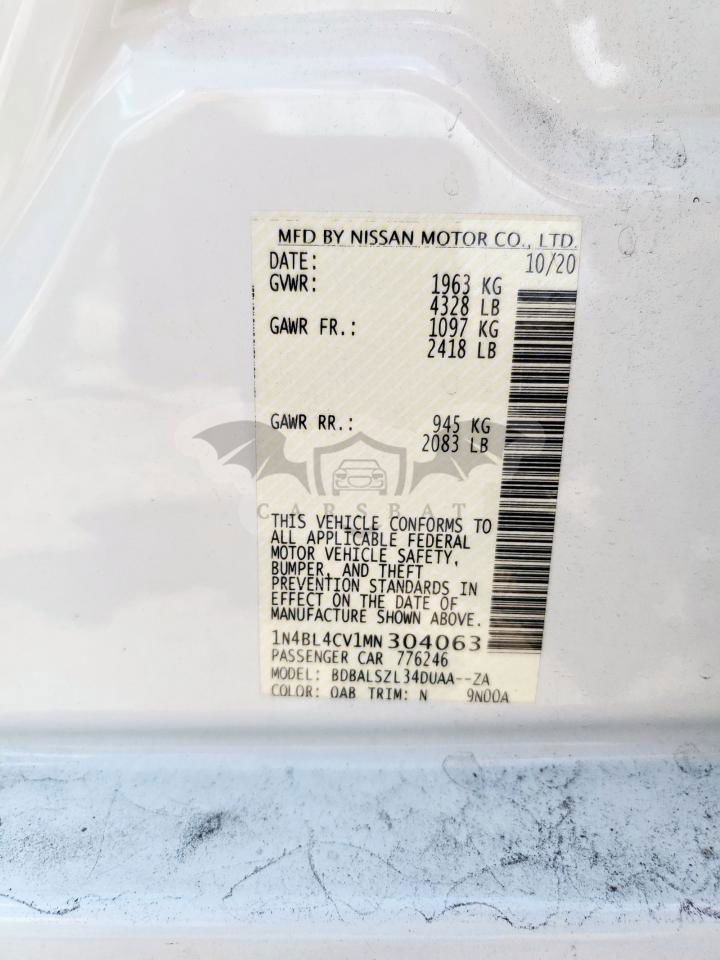 MFD BY NISSAN MOTOR CO., LTD.
DATE: 10/20
GVWR: 1963 KG
4328 LB
GAWR FR.: 1097 KG
2418 LB
GAWR RR.: 945 KG
2083 LB
CARSBAT
THIS VEHICLE CONFORMS TO
ALL APPLICABLE FEDERAL
MOTOR VEHICLE SAFETY,
BUMPER, AND THEFT
PREVENTION STANDARDS IN
EFFECT ON THE DATE OF
MANUFACTURE SHOWN ABOVE.
1N4BL4CV1MN304063
PASSENGER CAR 776246
MODEL: BDBALSZL34DUAA--ZA
COLOR: QAB TRIM: N 9N00A